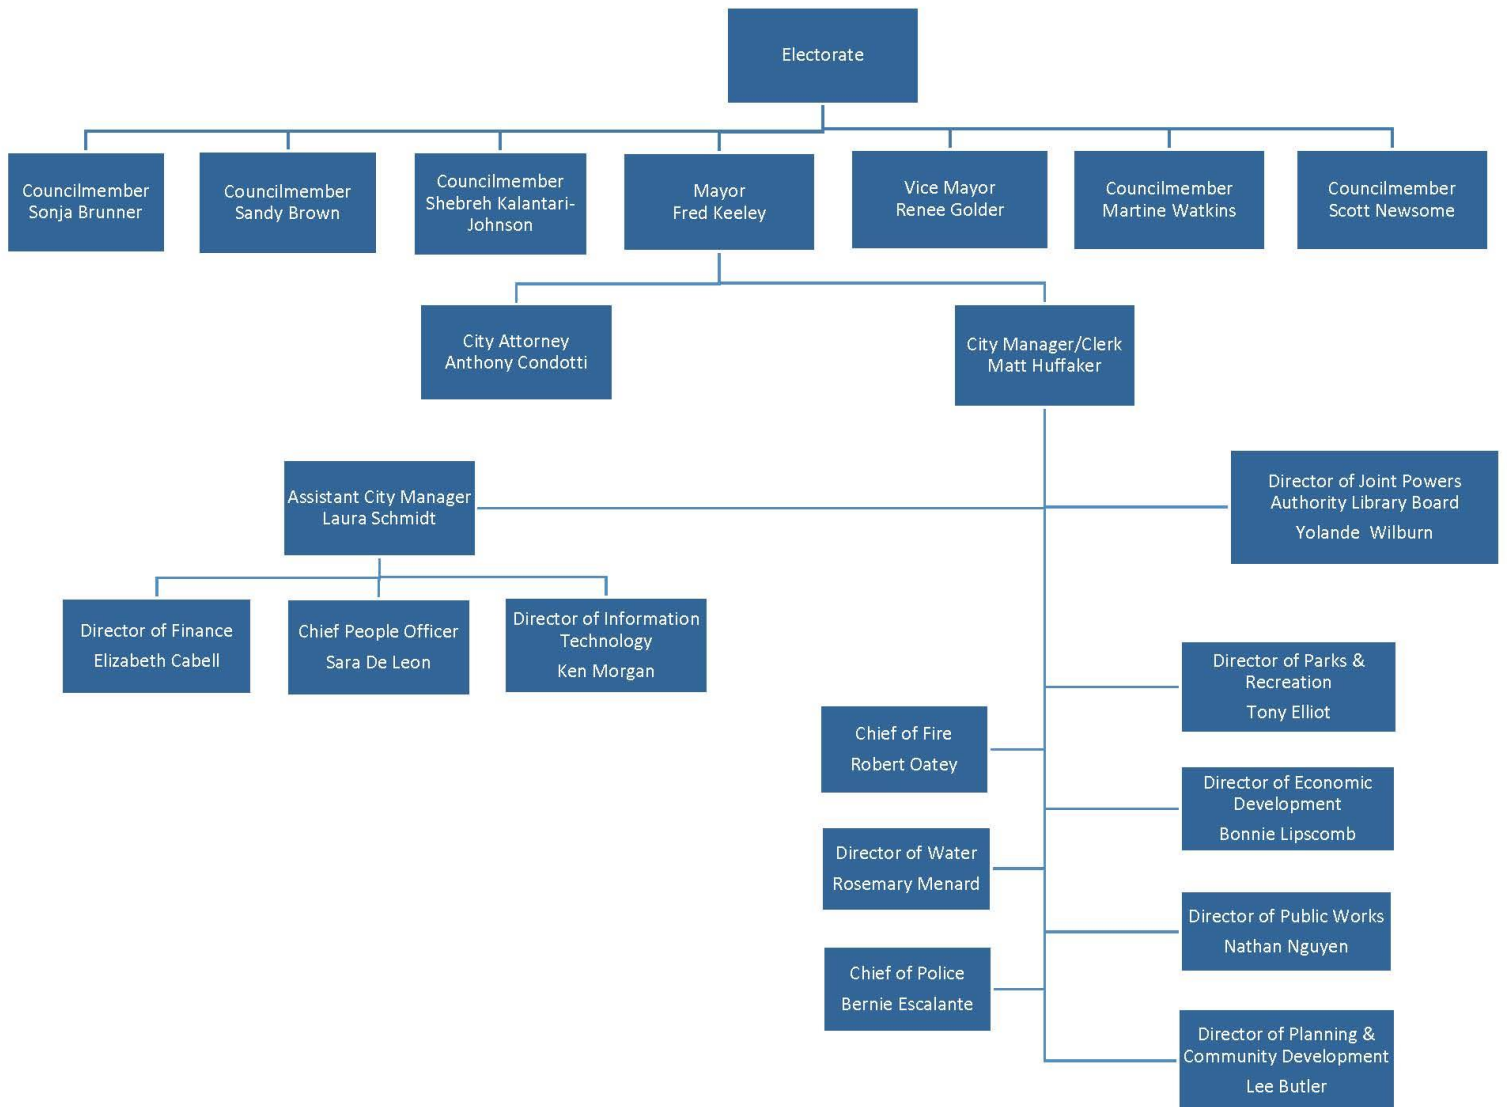 Electorate
Councilmember
Sonja Brunner
Councilmember
Sandy Brown
Councilmember
Shebreh Kalantari-
Johnson
Mayor
Fred Keeley
Vice Mayor
Renee Golder
Councilmember
Martine Watkins
Councilmember
Scott Newsome
City Attorney
Anthony Condotti
City Manager/Clerk
Matt Huffaker
Assistant City Manager
Laura Schmidt
Director of Joint Powers
Authority Library Board
Yolande Wilburn
Director of Finance
Elizabeth Cabell
Chief People Officer
Sara De Leon
Director of Information
Technology
Ken Morgan
Director of Parks &
Recreation
Tony Elliot
Chief of Fire
Robert Oatey
Director of Economic
Development
Bonnie Lipscomb
Director of Water
Rosemary Menard
Director of Public Works
Nathan Nguyen
Chief of Police
Bernie Escalante
Director of Planning &
Community Development
Lee Butler